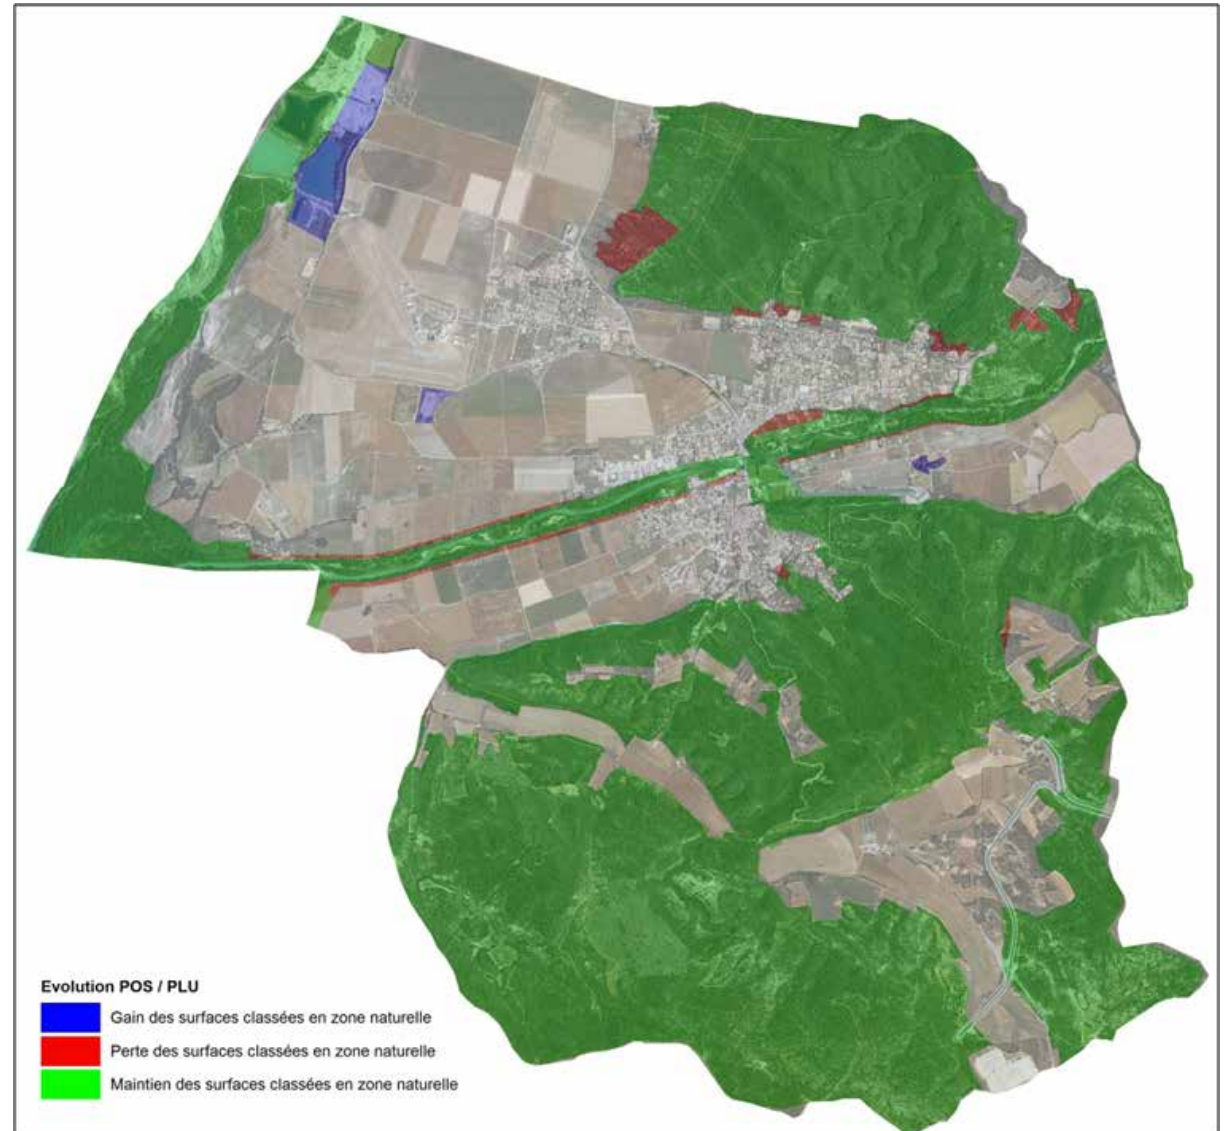 Evolution POS / PLU
Gain des surfaces classées en zone naturelle
Perte des surfaces classées en zone naturelle
Maintien des surfaces classées en zone naturelle